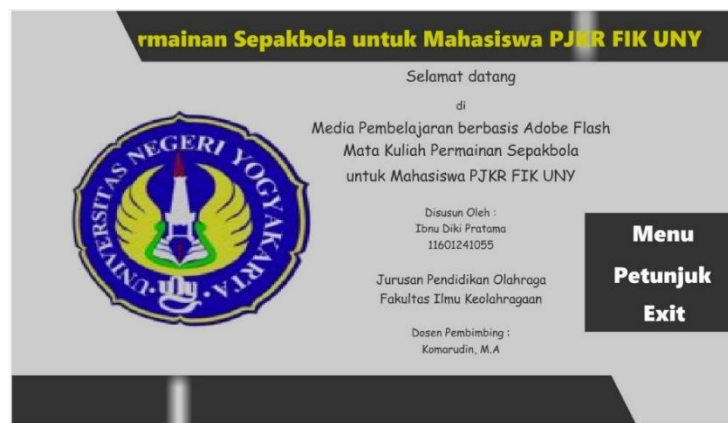 rmainan Sepakbola untuk Mahasiswa PJKR FIK UNY
Selamat datang
di
Media Pembelajaran berbasis Adobe Flash
Mata Kuliah Permainan Sepakbola
untuk Mahasiswa PJKR FIK UNY
UNIVERSITAS NEGERI YOGYAKARTA
uny
Disusun Oleh :
Ibnu Diki Pratama
11601241055
Jurusan Pendidikan Olahraga
Fakultas Ilmu Keolahragaan
Dosen Pembimbing :
Komarudin, M.A
Menu
Petunjuk
Exit